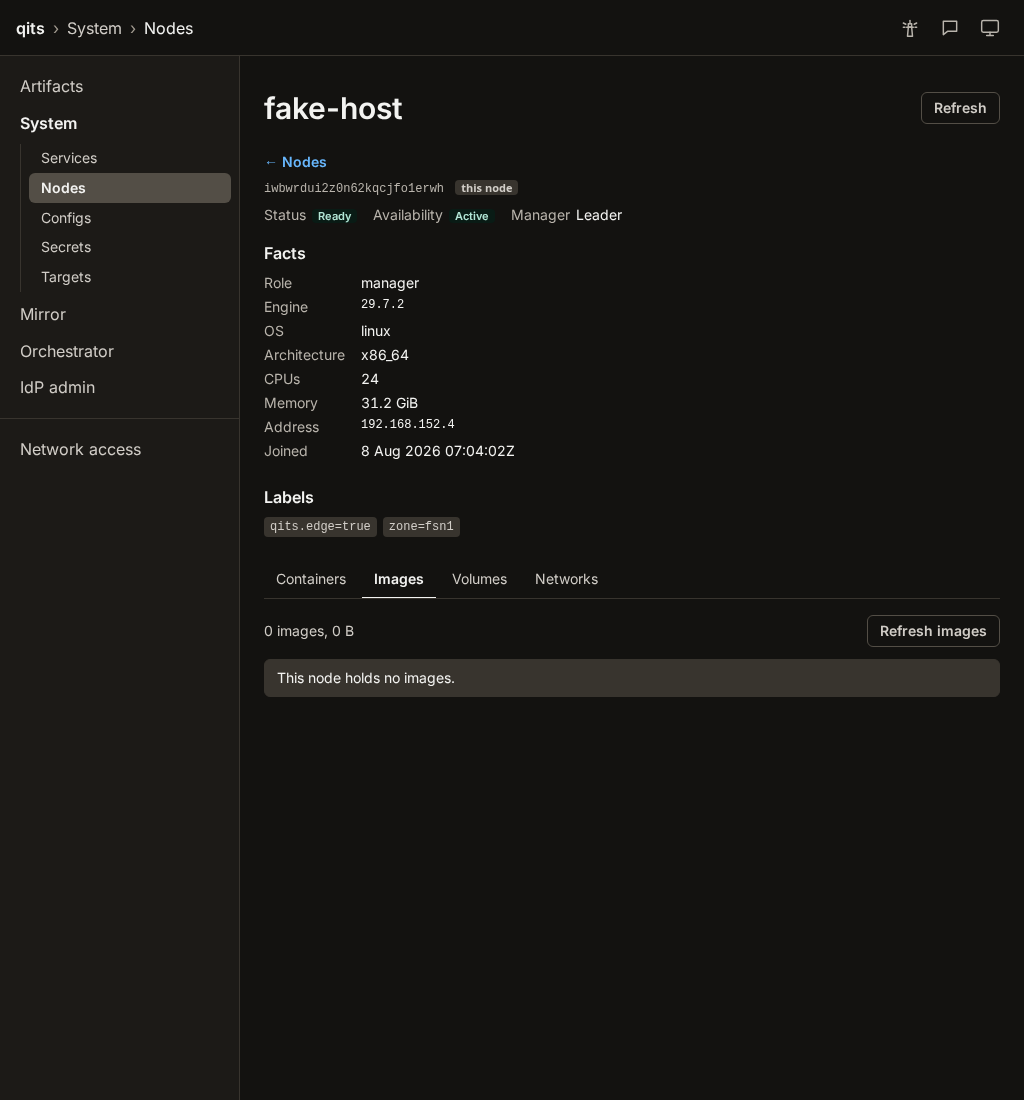 qits › System › Nodes
Artifacts
System
Services
Nodes
Configs
Secrets
Targets
Mirror
Orchestrator
IdP admin
Network access
fake-host
Refresh
← Nodes
iwbwrdui2z0n62kqcjfo1erwh this node
Status Ready Availability Active Manager Leader
Facts
Role manager
Engine 29.7.2
OS linux
Architecture x86_64
CPUs 24
Memory 31.2 GiB
Address 192.168.152.4
Joined 8 Aug 2026 07:04:02Z
Labels
qits.edge=true zone=fsn1
Containers Images Volumes Networks
0 images, 0 B
Refresh images
This node holds no images.